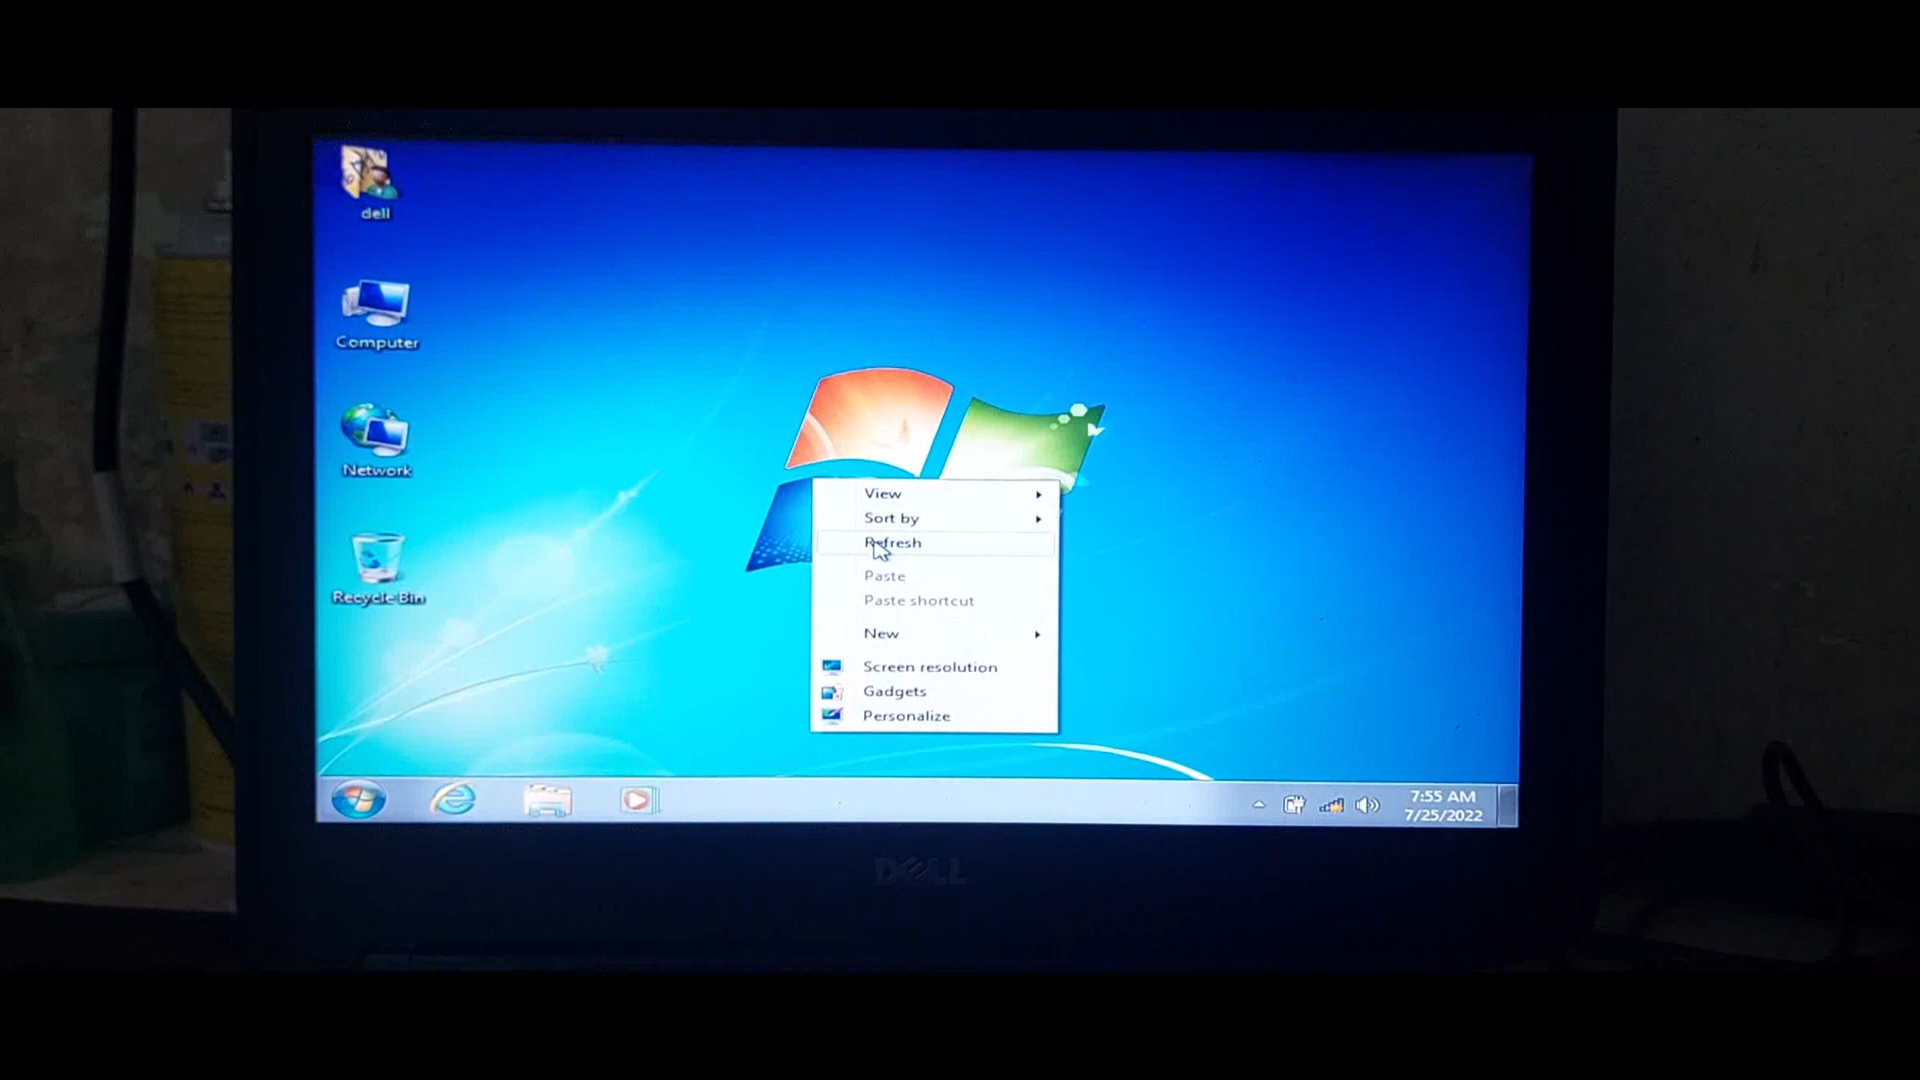 dell
Computer
Network
Recycle Bin
View
Sort by
Refresh
Paste
Paste shortcut
New
Screen resolution
Gadgets
Personalize
7:55 AM
7/25/2022
DELL